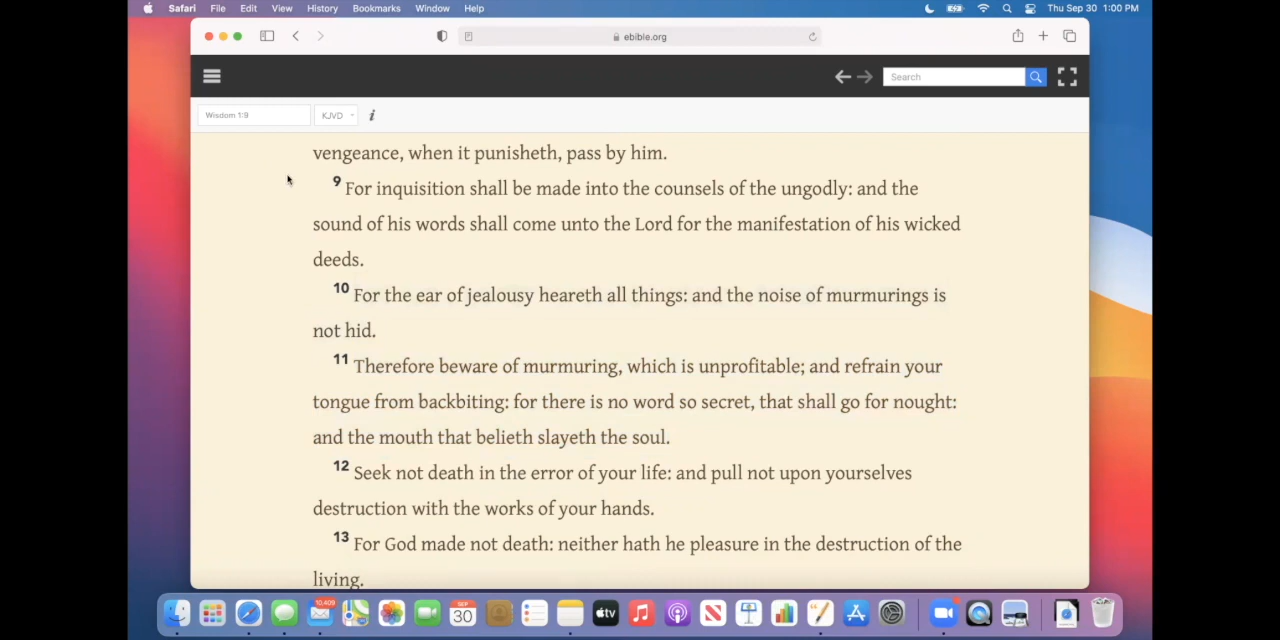 Safari File Edit View History Bookmarks Window Help Thu Sep 30 1:00 PM
ebible.org
Search
Wisdom 1:9 KJVD i
vengeance, when it punisheth, pass by him.
9 For inquisition shall be made into the counsels of the ungodly: and the
sound of his words shall come unto the Lord for the manifestation of his wicked
deeds.
10 For the ear of jealousy heareth all things: and the noise of murmurings is
not hid.
11 Therefore beware of murmuring, which is unprofitable; and refrain your
tongue from backbiting: for there is no word so secret, that shall go for nought:
and the mouth that belieth slayeth the soul.
12 Seek not death in the error of your life: and pull not upon yourselves
destruction with the works of your hands.
13 For God made not death: neither hath he pleasure in the destruction of the
living.
10,409
SEP
30
tv